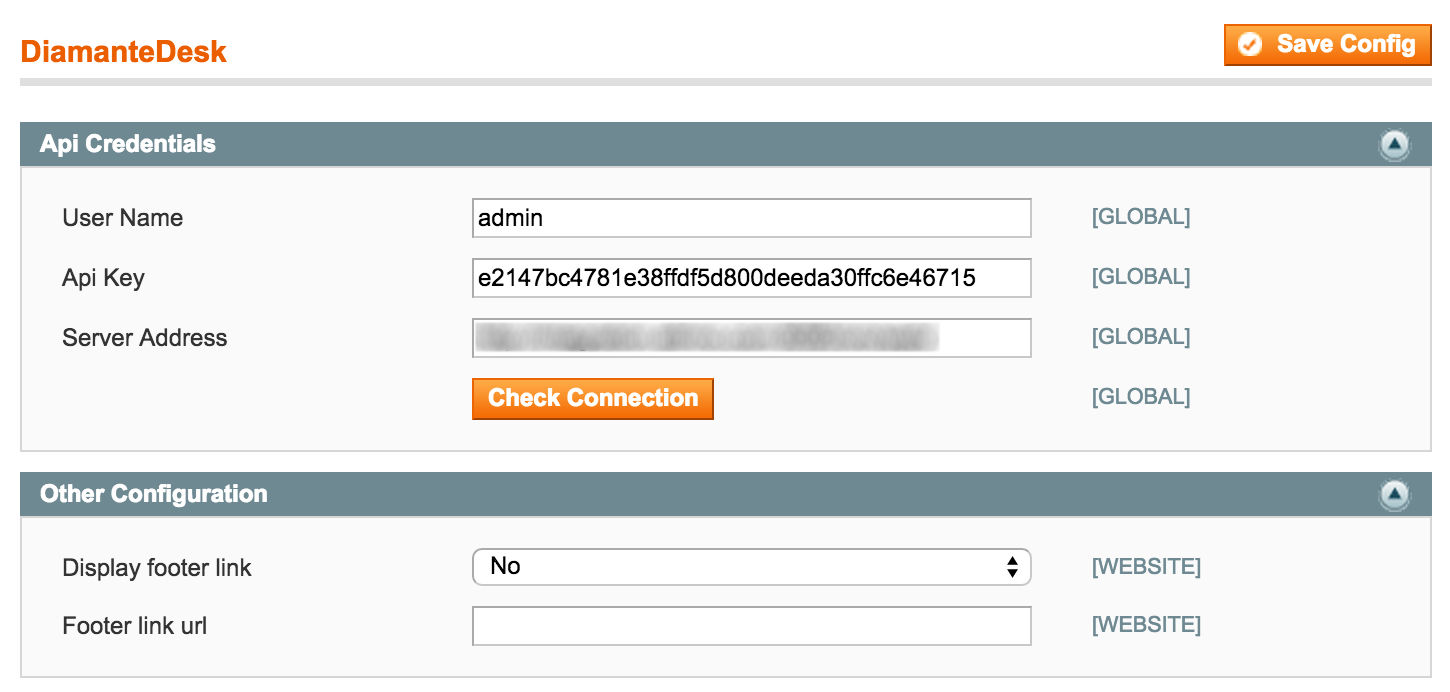 DiamanteDesk
Save Config
Api Credentials
User Name admin [GLOBAL]
Api Key e2147bc4781e38ffdf5d800deeda30ffc6e46715 [GLOBAL]
Server Address [GLOBAL]
Check Connection [GLOBAL]
Other Configuration
Display footer link No [WEBSITE]
Footer link url [WEBSITE]